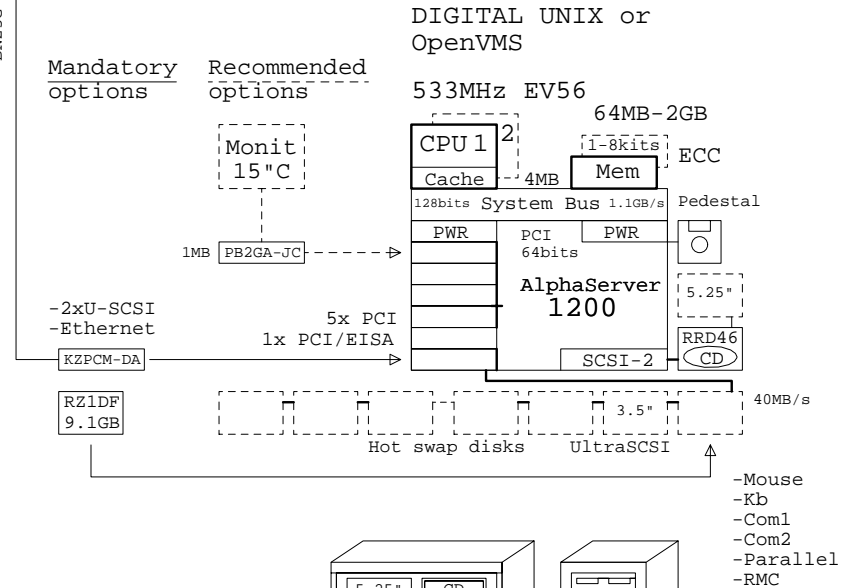 DIGITAL UNIX or
OpenVMS
Mandatory
options
Recommended
options
533MHz EV56
64MB-2GB
Monit
15"C
CPU 1
2
Cache
4MB
1-8kits
Mem
ECC
128bits System Bus 1.1GB/s
Pedestal
PWR
PCI
64bits
PWR
1MB
PB2GA-JC
AlphaServer
1200
5.25"
-2xU-SCSI
-Ethernet
5x PCI
1x PCI/EISA
KZPCM-DA
SCSI-2
RRD46
CD
RZ1DF
9.1GB
3.5"
40MB/s
Hot swap disks
UltraSCSI
-Mouse
-Kb
-Com1
-Com2
-Parallel
-RMC
5.25"
CD